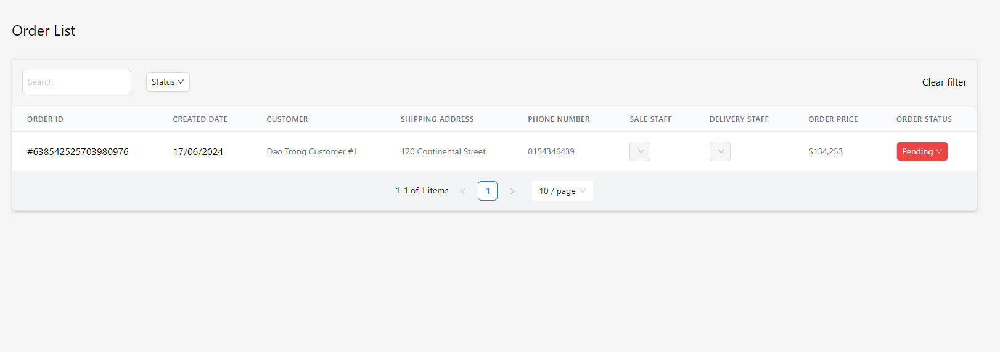 Order List
Search Status Clear filter
ORDER ID CREATED DATE CUSTOMER SHIPPING ADDRESS PHONE NUMBER SALE STAFF DELIVERY STAFF ORDER PRICE ORDER STATUS
#638542525703980976 17/06/2024 Dao Trong Customer #1 120 Continental Street 0154346439 $134,253 Pending
1-1 of 1 items < 1 > 10 / page